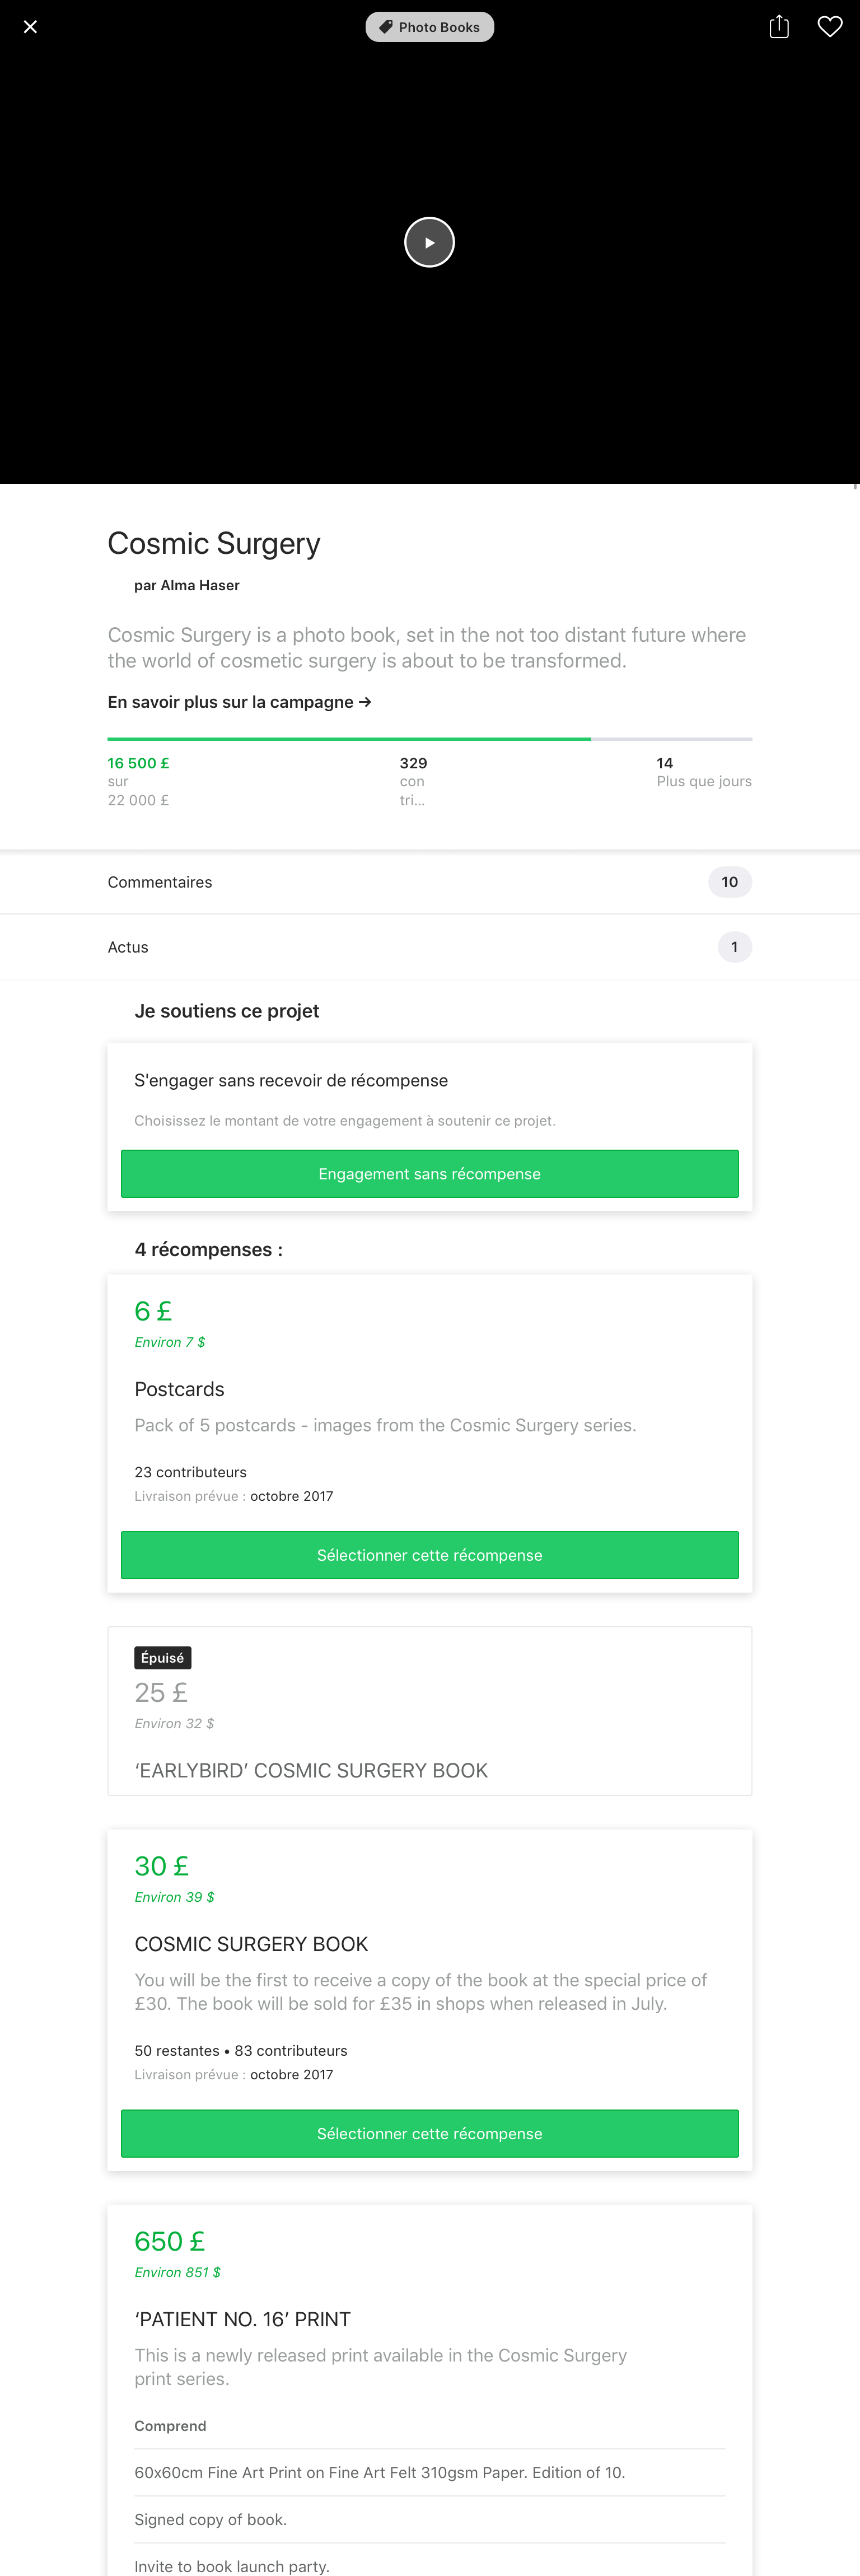 Photo Books
Cosmic Surgery
par Alma Haser
Cosmic Surgery is a photo book, set in the not too distant future where
the world of cosmetic surgery is about to be transformed.
En savoir plus sur la campagne →
16 500 £
sur
22 000 £
329
con
tri...
14
Plus que jours
Commentaires
10
Actus
1
Je soutiens ce projet
S'engager sans recevoir de récompense
Choisissez le montant de votre engagement à soutenir ce projet.
Engagement sans récompense
4 récompenses :
6 £
Environ 7 $
Postcards
Pack of 5 postcards - images from the Cosmic Surgery series.
23 contributeurs
Livraison prévue : octobre 2017
Sélectionner cette récompense
Épuisé
25 £
Environ 32 $
‘EARLYBIRD’ COSMIC SURGERY BOOK
30 £
Environ 39 $
COSMIC SURGERY BOOK
You will be the first to receive a copy of the book at the special price of
£30. The book will be sold for £35 in shops when released in July.
50 restantes • 83 contributeurs
Livraison prévue : octobre 2017
Sélectionner cette récompense
650 £
Environ 851 $
‘PATIENT NO. 16’ PRINT
This is a newly released print available in the Cosmic Surgery
print series.
Comprend
60x60cm Fine Art Print on Fine Art Felt 310gsm Paper. Edition of 10.
Signed copy of book.
Invite to book launch party.